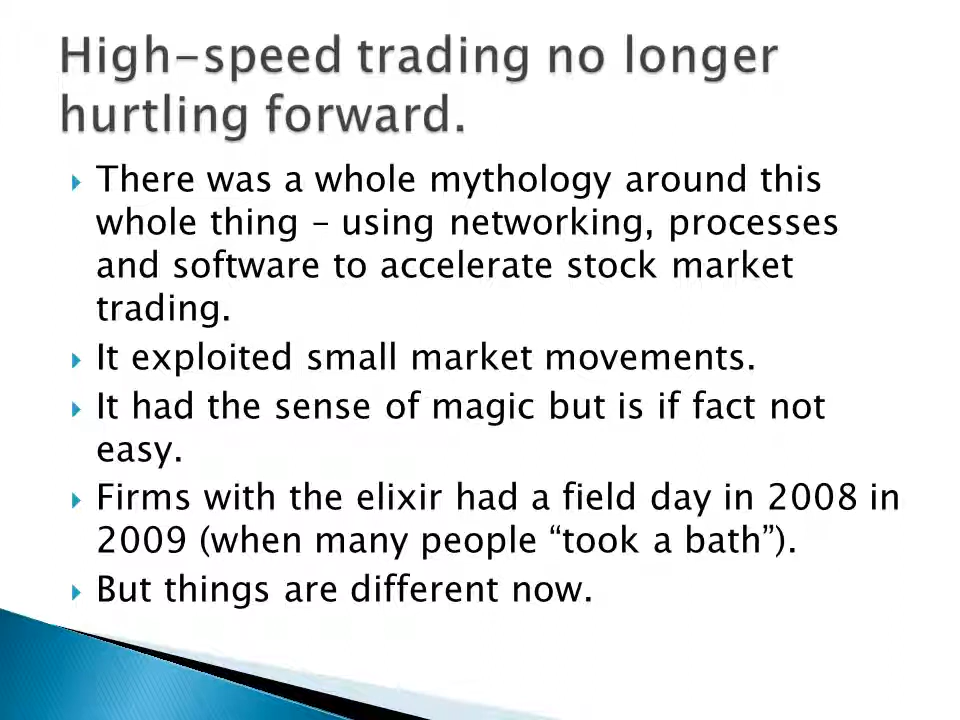 High-speed trading no longer
hurtling forward.
There was a whole mythology around this
whole thing – using networking, processes
and software to accelerate stock market
trading.
It exploited small market movements.
It had the sense of magic but is if fact not
easy.
Firms with the elixir had a field day in 2008 in
2009 (when many people “took a bath”).
But things are different now.